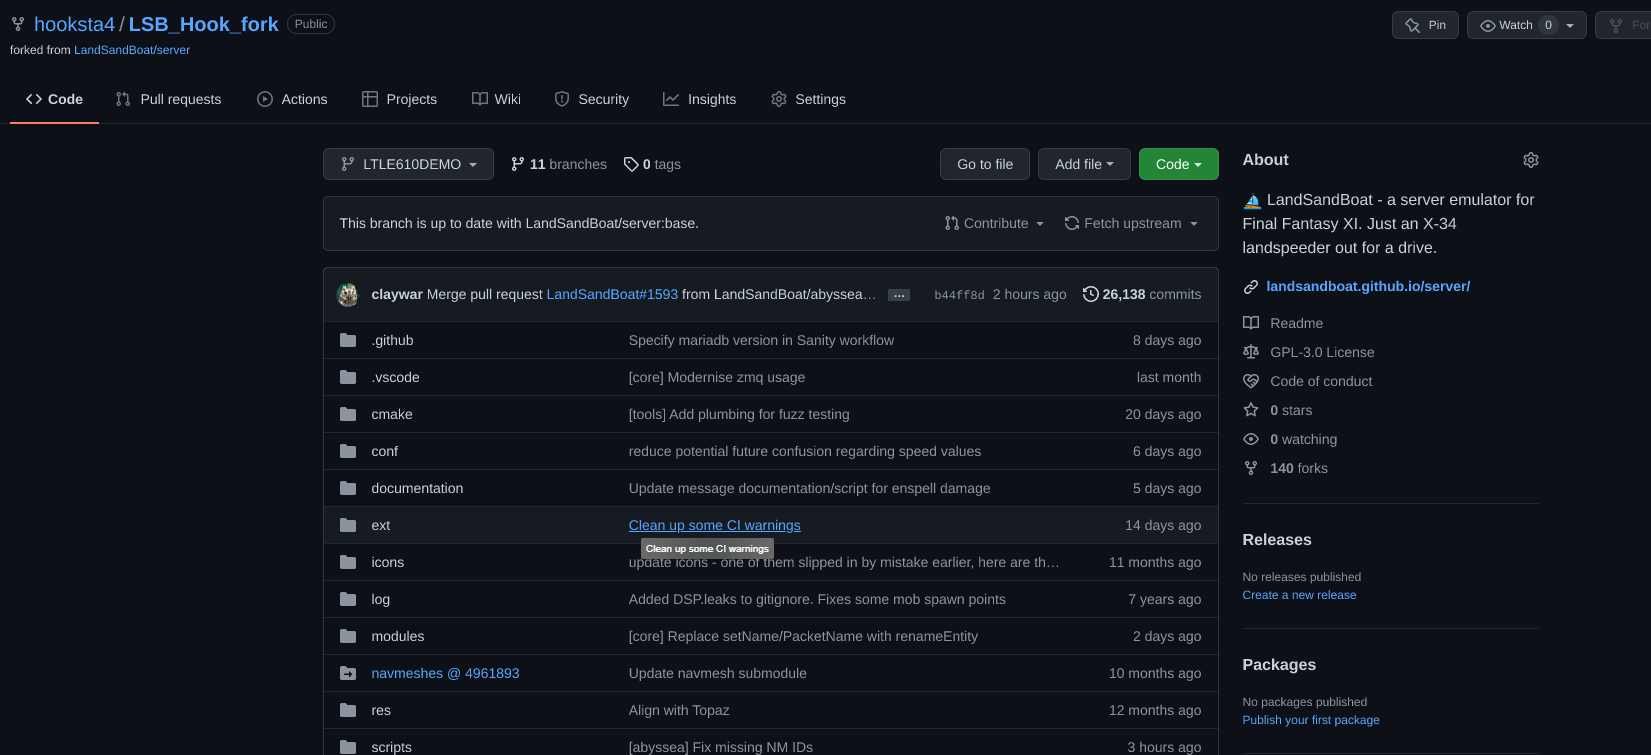 hooksta4 / LSB_Hook_fork Public
Pin Watch 0
forked from LandSandBoat/server
Code Pull requests Actions Projects Wiki Security Insights Settings
LTLE610DEMO 11 branches 0 tags Go to file Add file Code
This branch is up to date with LandSandBoat/server:base. Contribute Fetch upstream
claywar Merge pull request LandSandBoat#1593 from LandSandBoat/abyssea… ... b44ff8d 2 hours ago 26,138 commits
.github Specify mariadb version in Sanity workflow 8 days ago
.vscode [core] Modernise zmq usage last month
cmake [tools] Add plumbing for fuzz testing 20 days ago
conf reduce potential future confusion regarding speed values 6 days ago
documentation Update message documentation/script for enspell damage 5 days ago
ext Clean up some CI warnings 14 days ago
Clean up some CI warnings
icons update icons - one of them slipped in by mistake earlier, here are th… 11 months ago
log Added DSP.leaks to gitignore. Fixes some mob spawn points 7 years ago
modules [core] Replace setName/PacketName with renameEntity 2 days ago
navmeshes @ 4961893 Update navmesh submodule 10 months ago
res Align with Topaz 12 months ago
scripts [abyssea] Fix missing NM IDs 3 hours ago
About
LandSandBoat - a server emulator for
Final Fantasy XI. Just an X-34
landspeeder out for a drive.
landsandboat.github.io/server/
Readme
GPL-3.0 License
Code of conduct
0 stars
0 watching
140 forks
Releases
No releases published
Create a new release
Packages
No packages published
Publish your first package